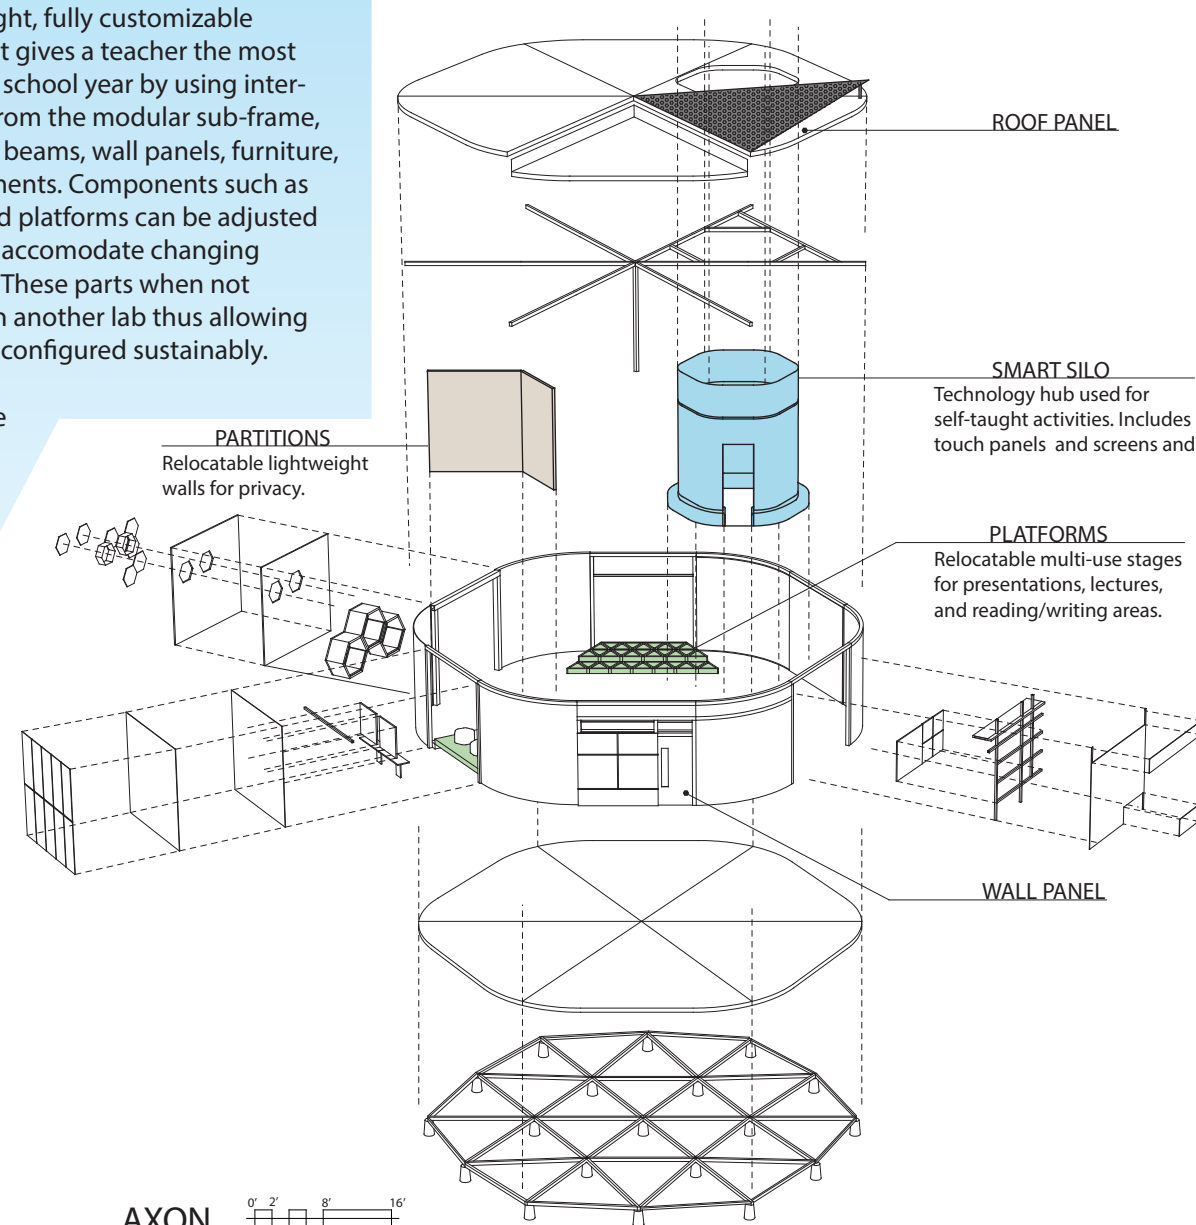 ght, fully customizable
t gives a teacher the most
school year by using inter-
rom the modular sub-frame,
beams, wall panels, furniture,
nents. Components such as
d platforms can be adjusted
accomodate changing
These parts when not
n another lab thus allowing
configured sustainably.
e
ROOF PANEL
SMART SILO
Technology hub used for
self-taught activities. Includes
touch panels and screens and
PARTITIONS
Relocatable lightweight
walls for privacy.
PLATFORMS
Relocatable multi-use stages
for presentations, lectures,
and reading/writing areas.
WALL PANEL
AXON
0' 2' 8' 16'